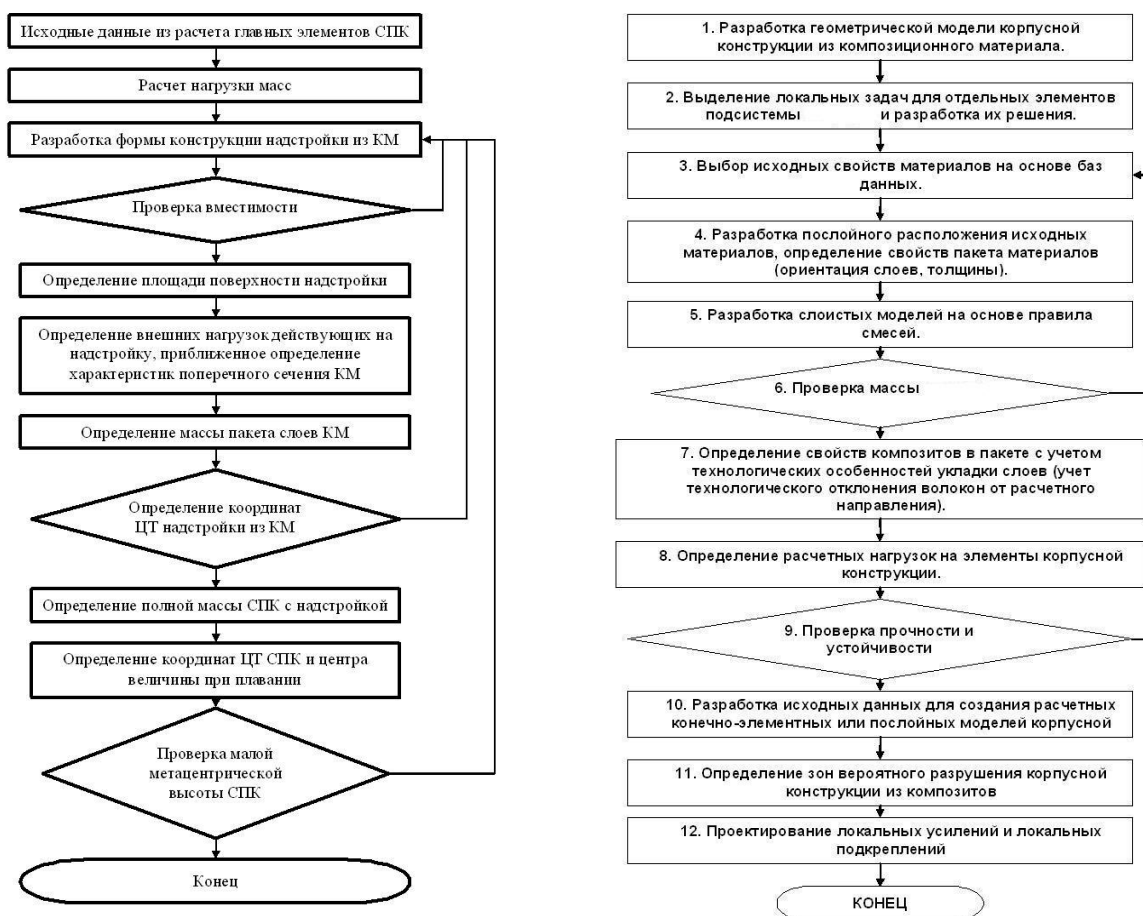 Исходные данные из расчета главных элементов СПК
Расчет нагрузки масс
Разработка формы конструкции надстройки из КМ
Проверка вместимости
Определение площади поверхности надстройки
Определение внешних нагрузок действующих на
надстройку, приближенное определение
характеристик поперечного сечения КМ
Определение массы пакета слоев КМ
Определение координат
ЦТ надстройки из КМ
Определение полной массы СПК с надстройкой
Определение координат ЦТ СПК и центра
величины при плавании
Проверка малой
метацентрической
высоты СПК
Конец
1. Разработка геометрической модели корпусной
конструкции из композиционного материала.
2. Выделение локальных задач для отдельных элементов
подсистемы и разработка их решения.
3. Выбор исходных свойств материалов на основе баз
данных.
4. Разработка послойного расположения исходных
материалов, определение свойств пакета материалов
(ориентация слоев, толщины).
5. Разработка слоистых моделей на основе правила
смесей.
6. Проверка массы
7. Определение свойств композитов в пакете с учетом
технологических особенностей укладки слоев (учет
технологического отклонения волокон от расчетного
направления).
8. Определение расчетных нагрузок на элементы корпусной
конструкции.
9. Проверка прочности и
устойчивости
10. Разработка исходных данных для создания расчетных
конечно-элементных или послойных моделей корпусной
11. Определение зон вероятного разрушения корпусной
конструкции из композитов
12. Проектирование локальных усилений и локальных
подкреплений
КОНЕЦ